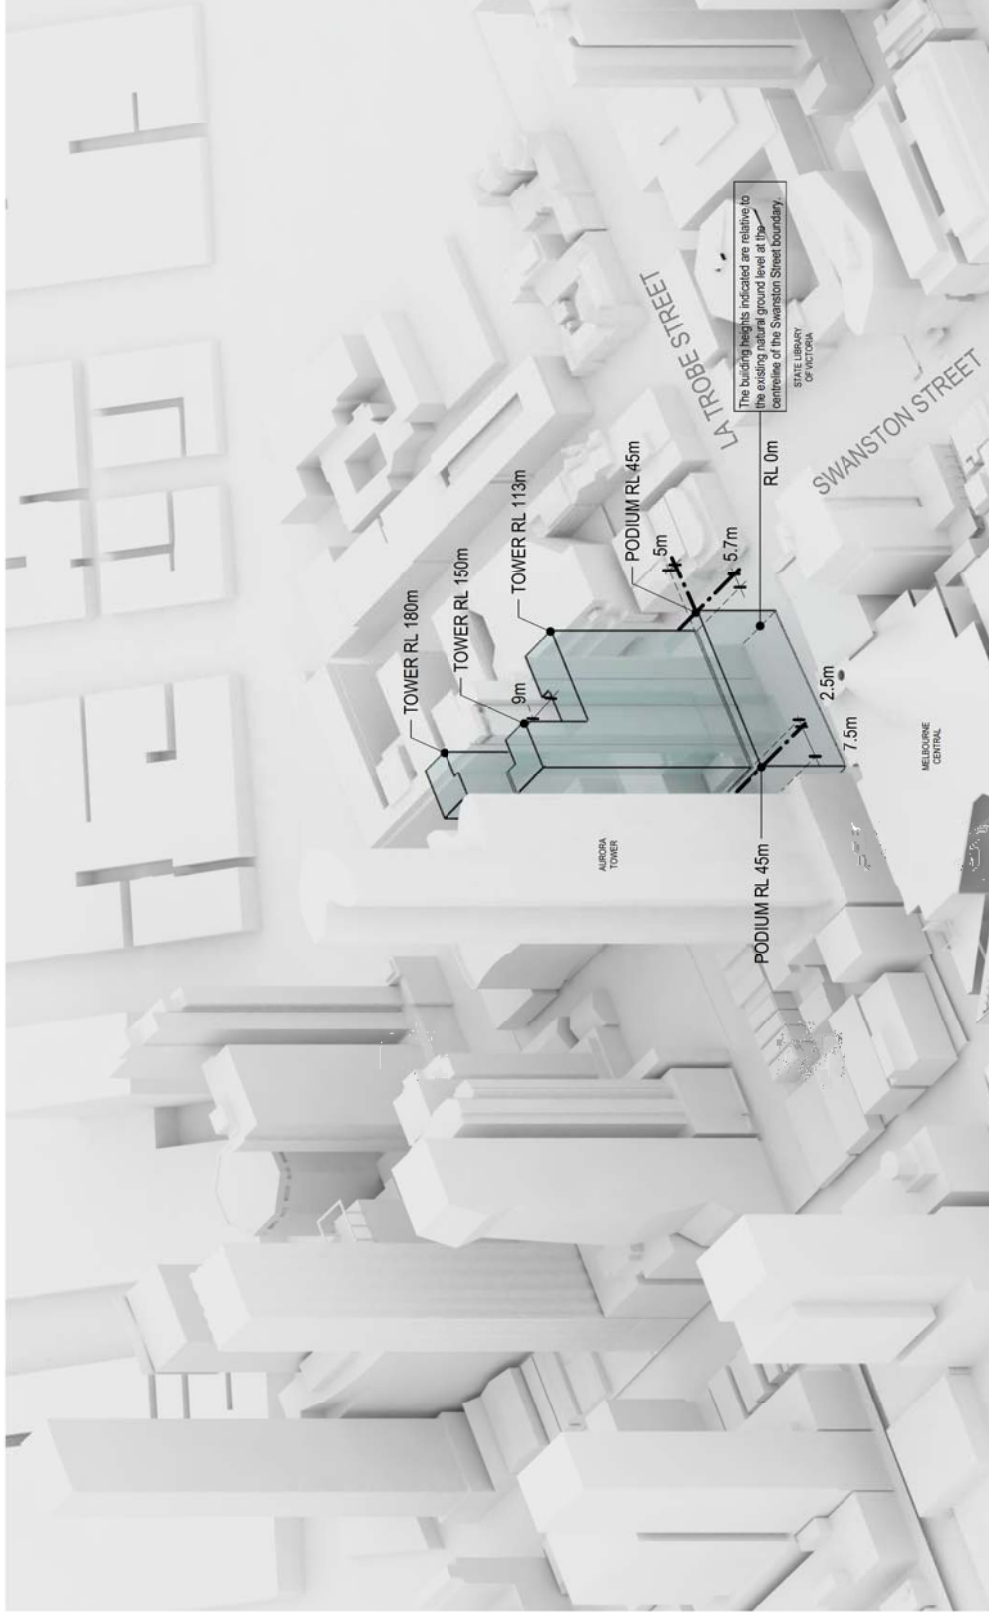 TOWER RL 180m
TOWER RL 150m
TOWER RL 113m
9m
PODIUM RL 45m
5m
5.7m
LA TROBE STREET
The building heights indicated are relative to
the existing natural ground level at the
centreline of the Swanston Street boundary.
RL 0m
STATE LIBRARY
OF VICTORIA
SWANSTON STREET
AURORA
TOWER
PODIUM RL 45m
2.5m
7.5m
MELBOURNE
CENTRAL